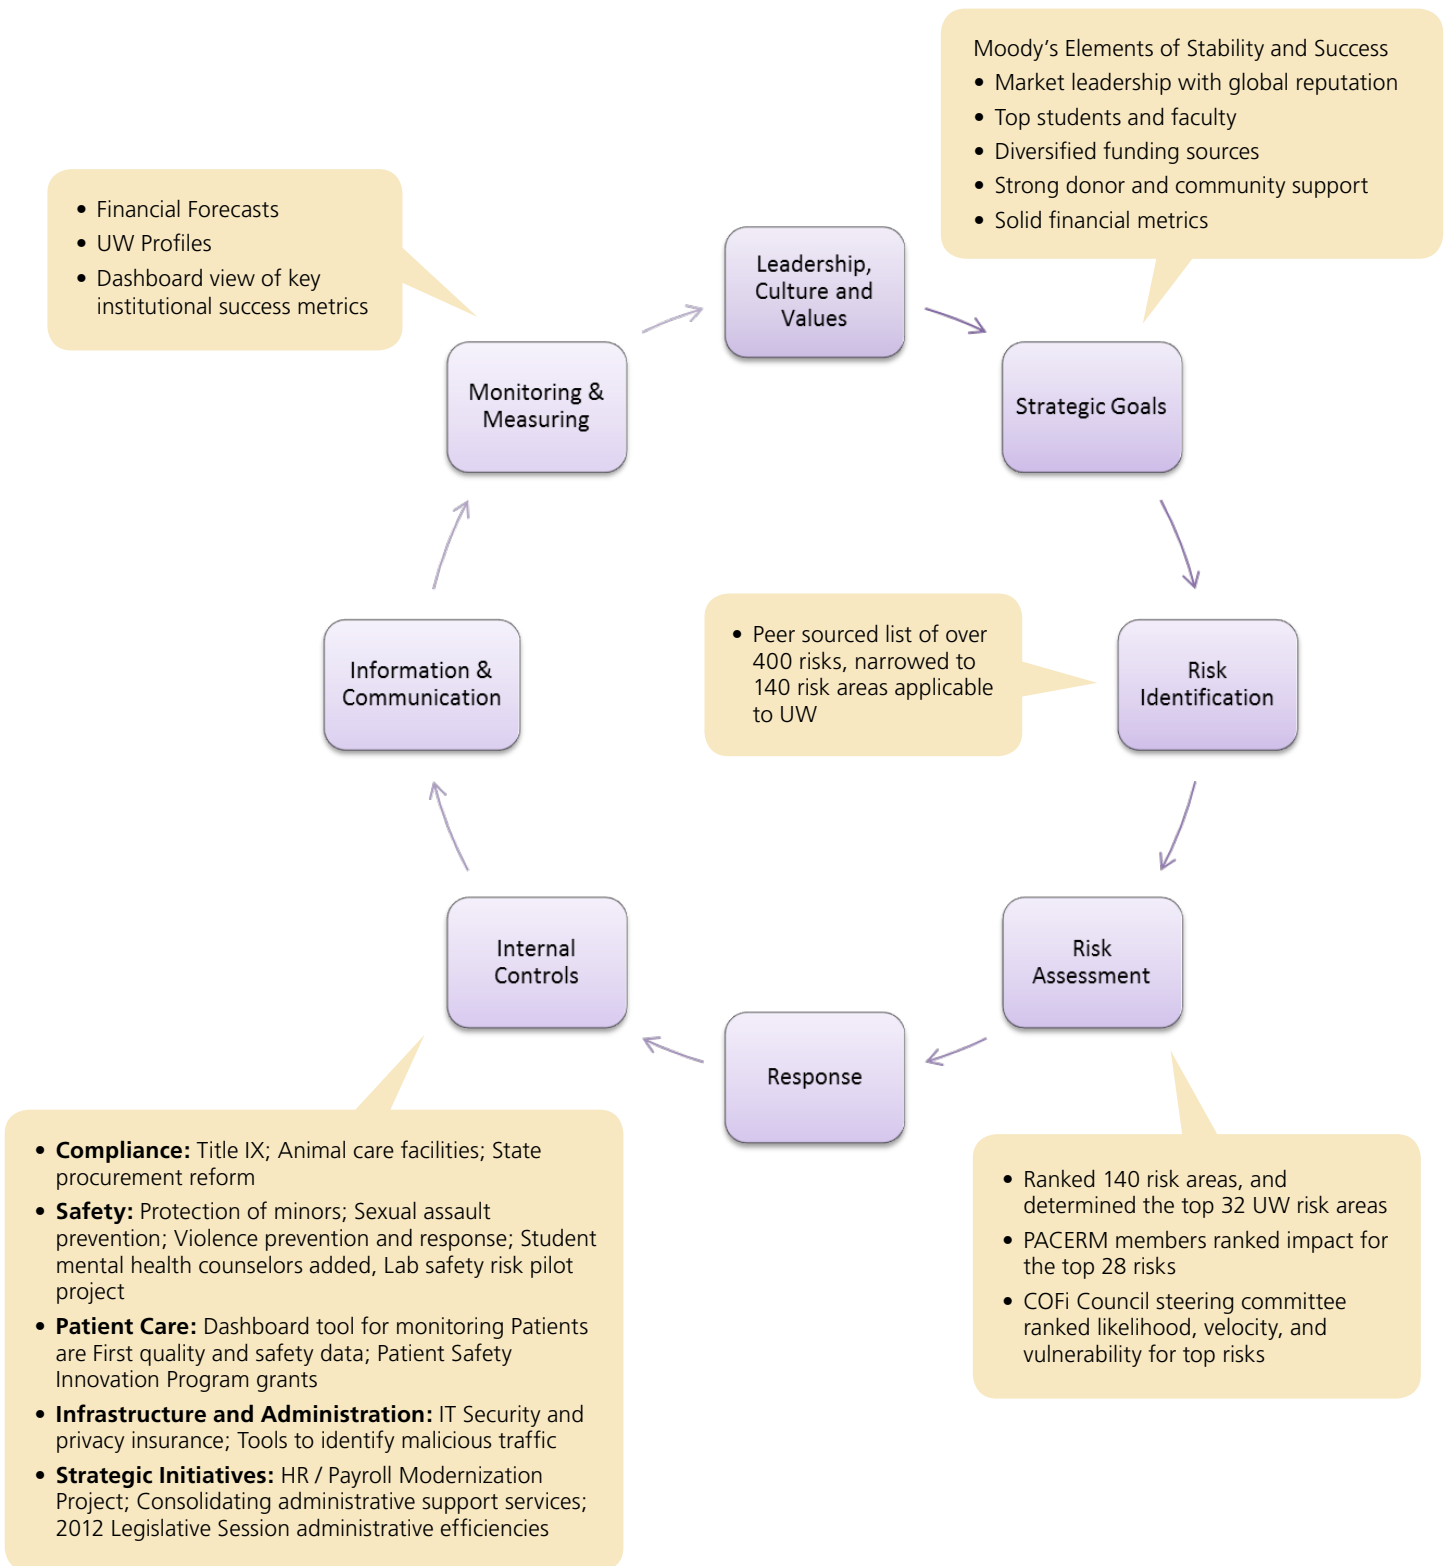 Moody's Elements of Stability and Success
• Market leadership with global reputation
• Top students and faculty
• Diversified funding sources
• Strong donor and community support
• Solid financial metrics
• Financial Forecasts
• UW Profiles
• Dashboard view of key
institutional success metrics
Leadership,
Culture and
Values
Monitoring &
Measuring
Strategic Goals
• Peer sourced list of over
400 risks, narrowed to
140 risk areas applicable
to UW
Information &
Communication
Risk
Identification
Internal
Controls
Risk
Assessment
Response
• Compliance: Title IX; Animal care facilities; State
procurement reform
• Safety: Protection of minors; Sexual assault
prevention; Violence prevention and response; Student
mental health counselors added, Lab safety risk pilot
project
• Patient Care: Dashboard tool for monitoring Patients
are First quality and safety data; Patient Safety
Innovation Program grants
• Infrastructure and Administration: IT Security and
privacy insurance; Tools to identify malicious traffic
• Strategic Initiatives: HR / Payroll Modernization
Project; Consolidating administrative support services;
2012 Legislative Session administrative efficiencies
• Ranked 140 risk areas, and
determined the top 32 UW risk areas
• PACERM members ranked impact for
the top 28 risks
• COFi Council steering committee
ranked likelihood, velocity, and
vulnerability for top risks